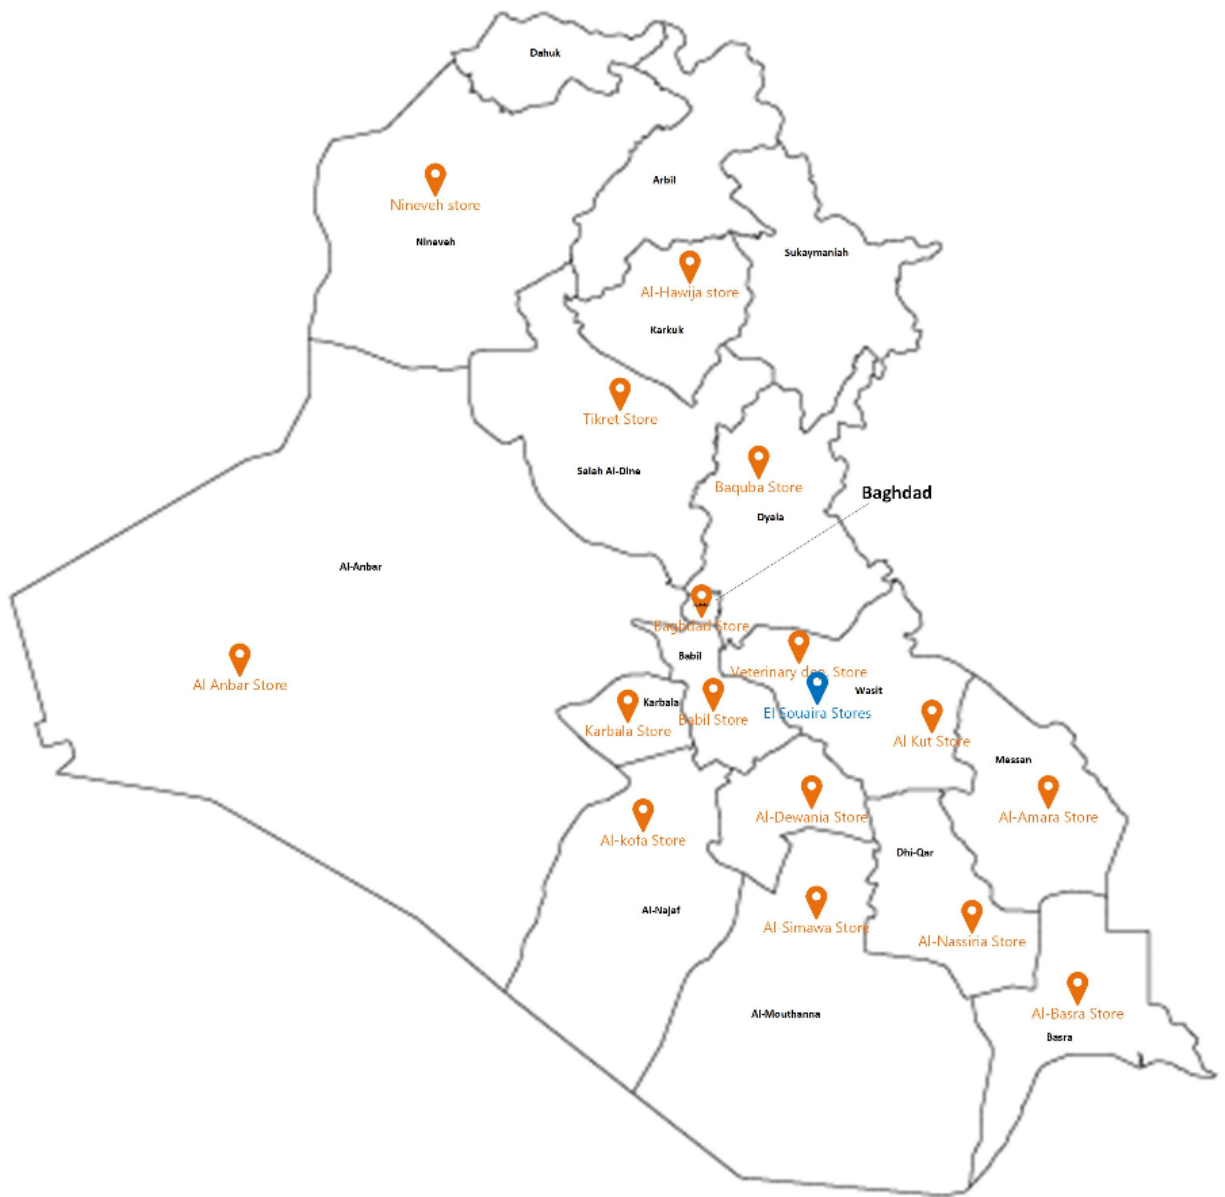 Dahuk
Arbil
Nineveh store
Nineveh
Sukaymaniah
Al-Hawija store
Karkuk
Tikret Store
Salah Al-Dine
Baquba Store
Baghdad
Dyala
Al-Anbar
Baghdad Store
Babil
Veterinary dep. Store
Al Anbar Store
Wasit
Karbala
El Souaira Stores
Babil Store
Karbala Store
Al Kut Store
Messan
Al-Dewania Store
Al-Amara Store
Al-kofa Store
Dhi-Qar
Al-Najaf
Al-Simawa Store
Al-Nassiria Store
Al-Mouthanna
Al-Basra Store
Basra